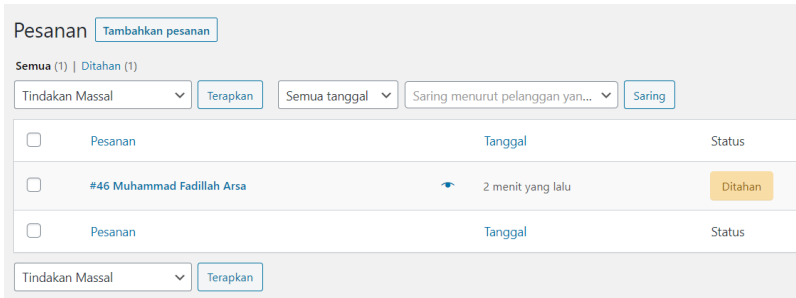 Pesanan Tambahkan pesanan
Semua (1) | Ditahan (1)
Tindakan Massal Terapkan Semua tanggal Saring menurut pelanggan yan... Saring
Pesanan Tanggal Status
#46 Muhammad Fadillah Arsa 2 menit yang lalu Ditahan
Pesanan Tanggal Status
Tindakan Massal Terapkan